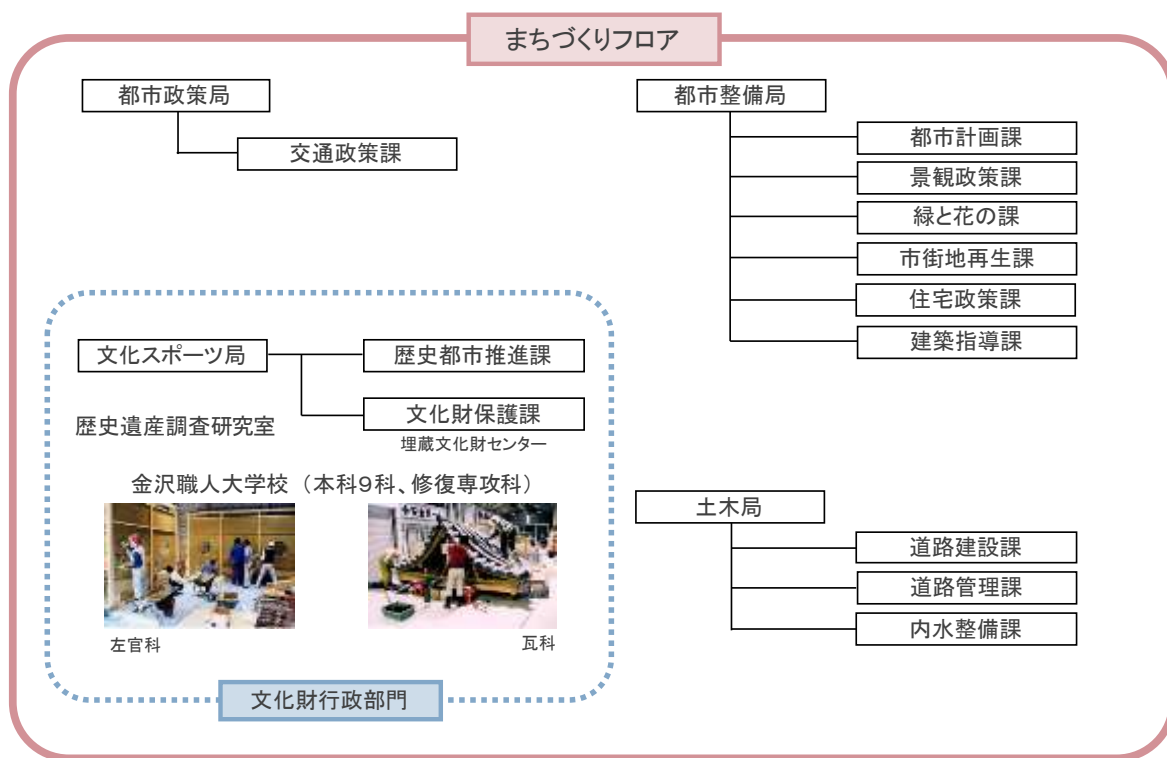 まちづくりフロア
都市政策局
交通政策課
都市整備局
都市計画課
景観政策課
緑と花の課
市街地再生課
住宅政策課
建築指導課
文化スポーツ局
歴史都市推進課
文化財保護課
埋蔵文化財センター
歴史遺産調査研究室
金沢職人大学校（本科９科、修復専攻科）
左官科
瓦科
文化財行政部門
土木局
道路建設課
道路管理課
内水整備課